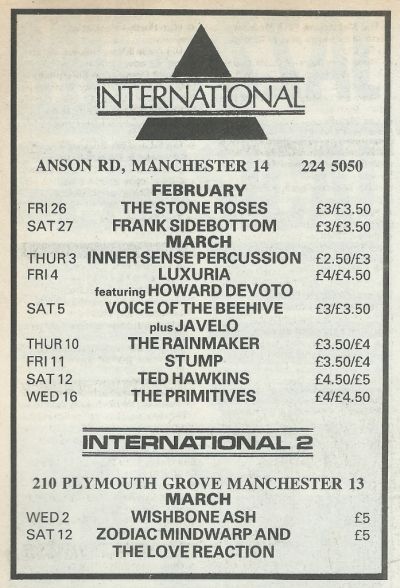 INTERNATIONAL
ANSON RD, MANCHESTER 14 224 5050
FEBRUARY
FRI 26 THE STONE ROSES £3/£3.50
SAT 27 FRANK SIDEBOTTOM £3/£3.50
MARCH
THUR 3 INNER SENSE PERCUSSION £2.50/£3
FRI 4 LUXURIA £4/£4.50
featuring HOWARD DEVOTO
SAT 5 VOICE OF THE BEEHIVE £3/£3.50
plus JAVELO
THUR 10 THE RAINMAKER £3.50/£4
FRI 11 STUMP £3.50/£4
SAT 12 TED HAWKINS £4.50/£5
WED 16 THE PRIMITIVES £4/£4.50
INTERNATIONAL 2
210 PLYMOUTH GROVE MANCHESTER 13
MARCH
WED 2 WISHBONE ASH £5
SAT 12 ZODIAC MINDWARP AND £5
THE LOVE REACTION